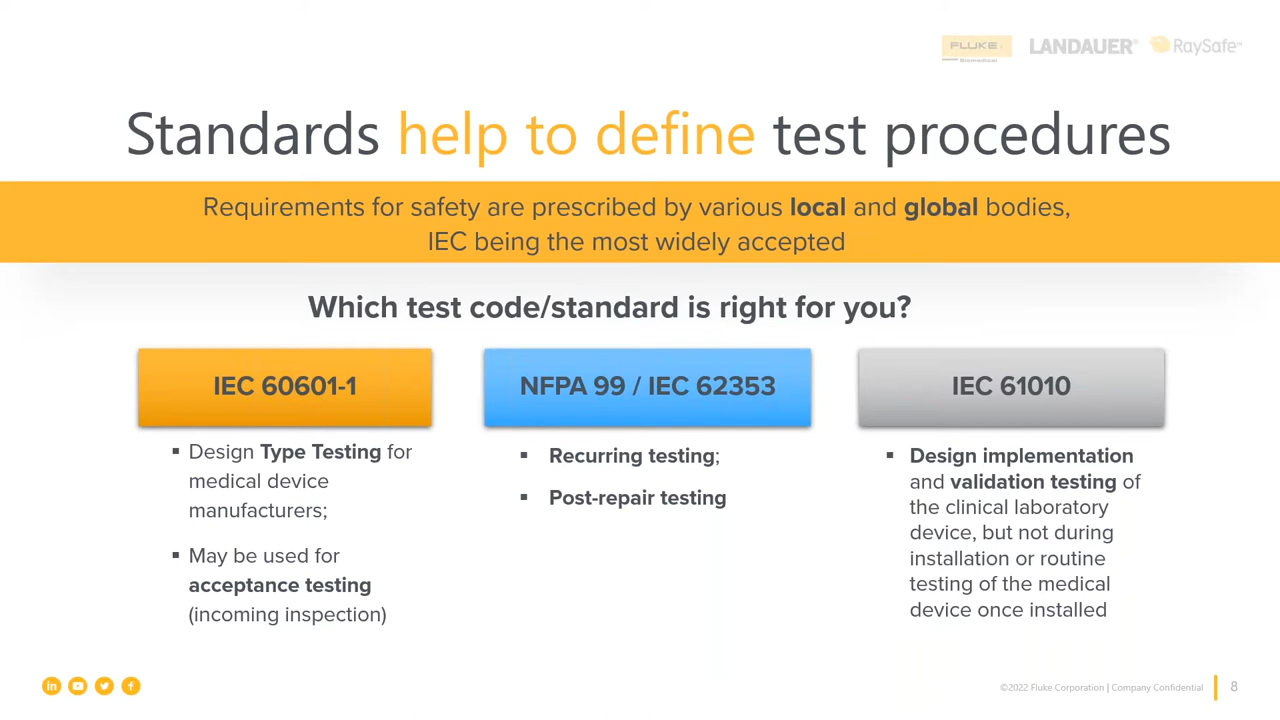 FLUKE®
Biomedical
LANDAUER®
RaySafe™
Standards help to define test procedures
Requirements for safety are prescribed by various local and global bodies,
IEC being the most widely accepted
Which test code/standard is right for you?
IEC 60601-1
▪ Design Type Testing for
medical device
manufacturers;
▪ May be used for
acceptance testing
(incoming inspection)
NFPA 99 / IEC 62353
▪ Recurring testing;
▪ Post-repair testing
IEC 61010
▪ Design implementation
and validation testing of
the clinical laboratory
device, but not during
installation or routine
testing of the medical
device once installed
in
f
©2022 Fluke Corporation | Company Confidential
8